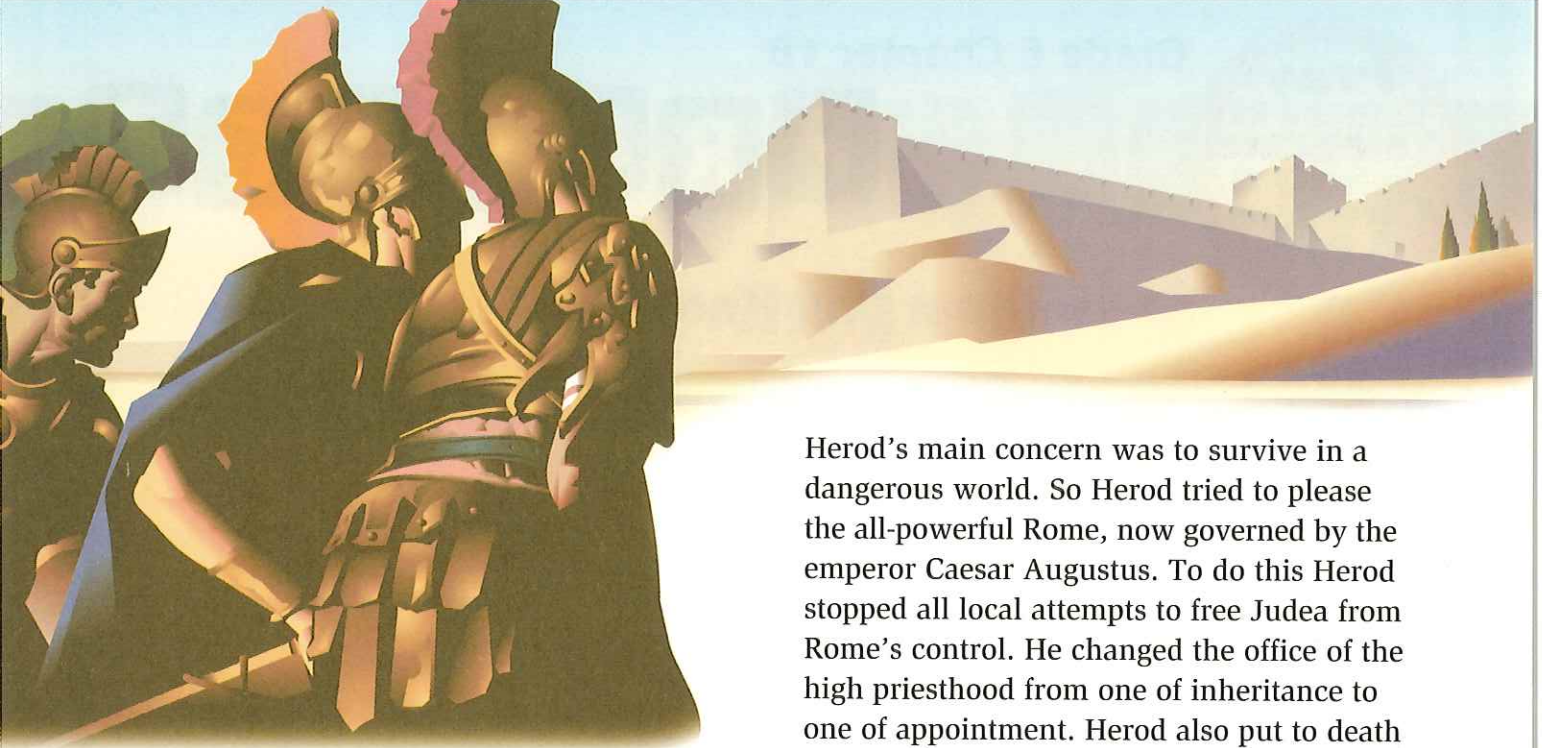 Herod’s main concern was to survive in a
dangerous world. So Herod tried to please
the all-powerful Rome, now governed by the
emperor Caesar Augustus. To do this Herod
stopped all local attempts to free Judea from
Rome’s control. He changed the office of the
high priesthood from one of inheritance to
one of appointment. Herod also put to death